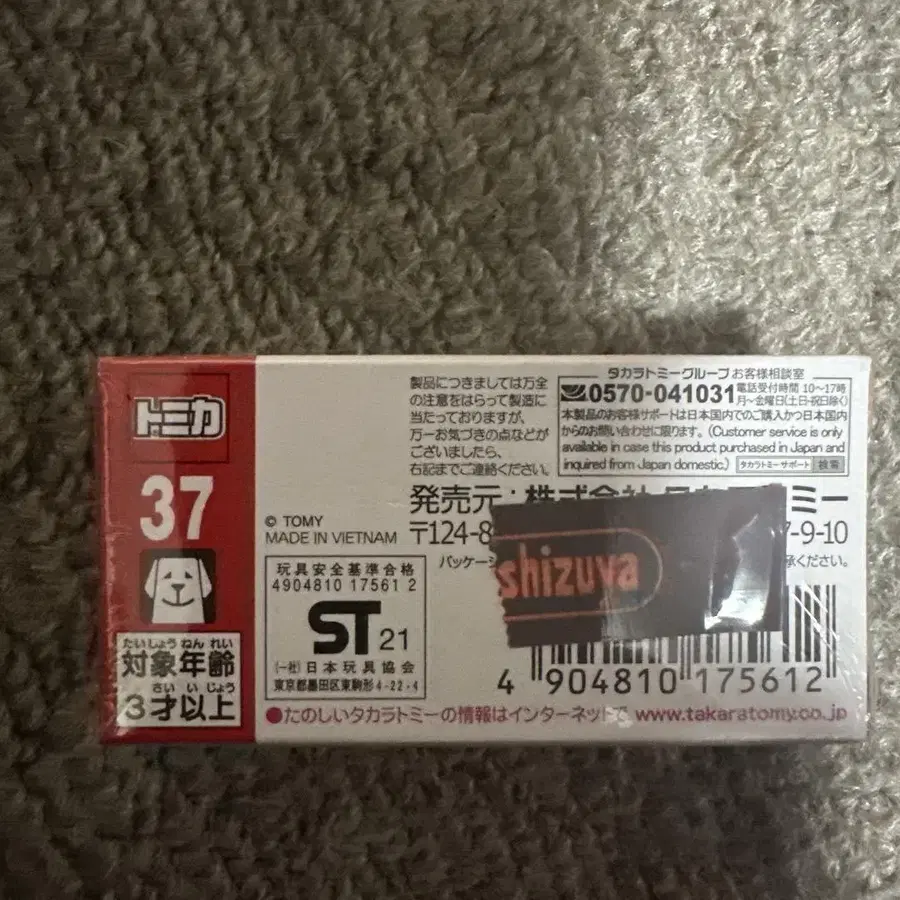 トミカ
37
たいしょう ねん れい
対象年齢
さい い じょう
3才以上
© TOMY
MADE IN VIETNAM
玩具安全基準合格
4904810 17561 2
ST 21
(一社)日本玩具協会
東京都墨田区東駒形4-22-4
製品につきましては万全
の注意をはらって製造に
当たっておりますが、
万一お気づきの点などが
ございましたら、
右記までご連絡ください。
タカラトミーグループお客様相談室
0570-041031 電話受付時間 10〜17時
月〜金曜日(土・日・祝日除く)
本製品のお客様サポートは日本国内でのご購入かつ日本国内
からのお問い合わせに限ります。(Customer service is only
available in case this product purchased in Japan and
inquired from Japan domestic.) タカラトミーサポート 検索
発売元:株式会社 ミー
〒124-8 7-9-10
パッケージ 承ください。
shizuya
4 904810 175612
●たのしいタカラトミーの情報はインターネットで www.takaratomy.co.jp